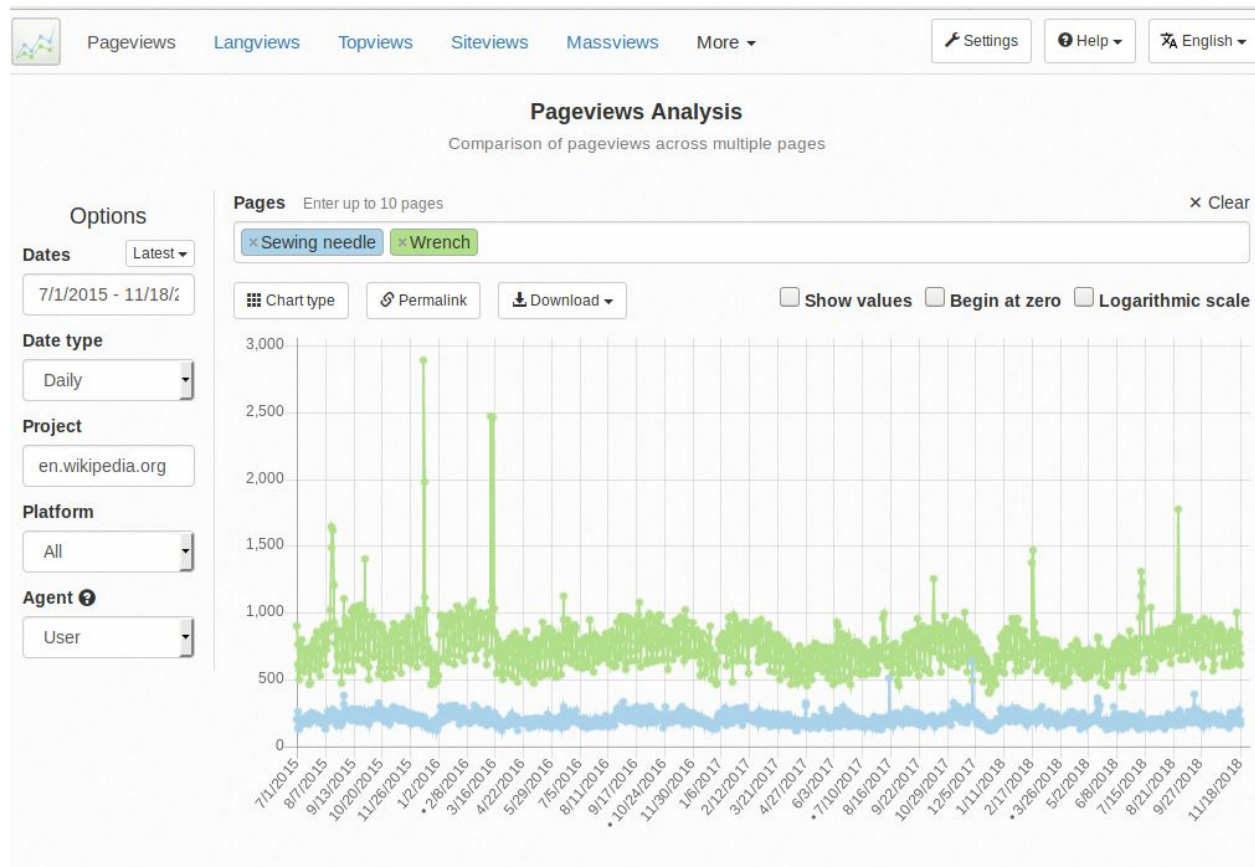 Pageviews Langviews Topviews Siteviews Massviews More Settings Help English
Pageviews Analysis
Comparison of pageviews across multiple pages
Options
Dates Latest
7/1/2015 - 11/18/2
Date type
Daily
Project
en.wikipedia.org
Platform
All
Agent
User
Pages Enter up to 10 pages × Clear
×Sewing needle ×Wrench
Chart type Permalink Download Show values Begin at zero Logarithmic scale
3,000
2,500
2,000
1,500
1,000
500
0
7/1/2015
8/7/2015
9/13/2015
10/20/2015
11/26/2015
1/2/2016
• 2/8/2016
3/16/2016
4/22/2016
5/29/2016
7/5/2016
8/11/2016
9/17/2016
• 10/24/2016
11/30/2016
1/6/2017
2/12/2017
3/21/2017
4/27/2017
6/3/2017
• 7/10/2017
8/16/2017
9/22/2017
10/29/2017
12/5/2017
1/11/2018
2/17/2018
• 3/26/2018
5/2/2018
6/8/2018
7/15/2018
8/21/2018
9/27/2018
11/18/2018